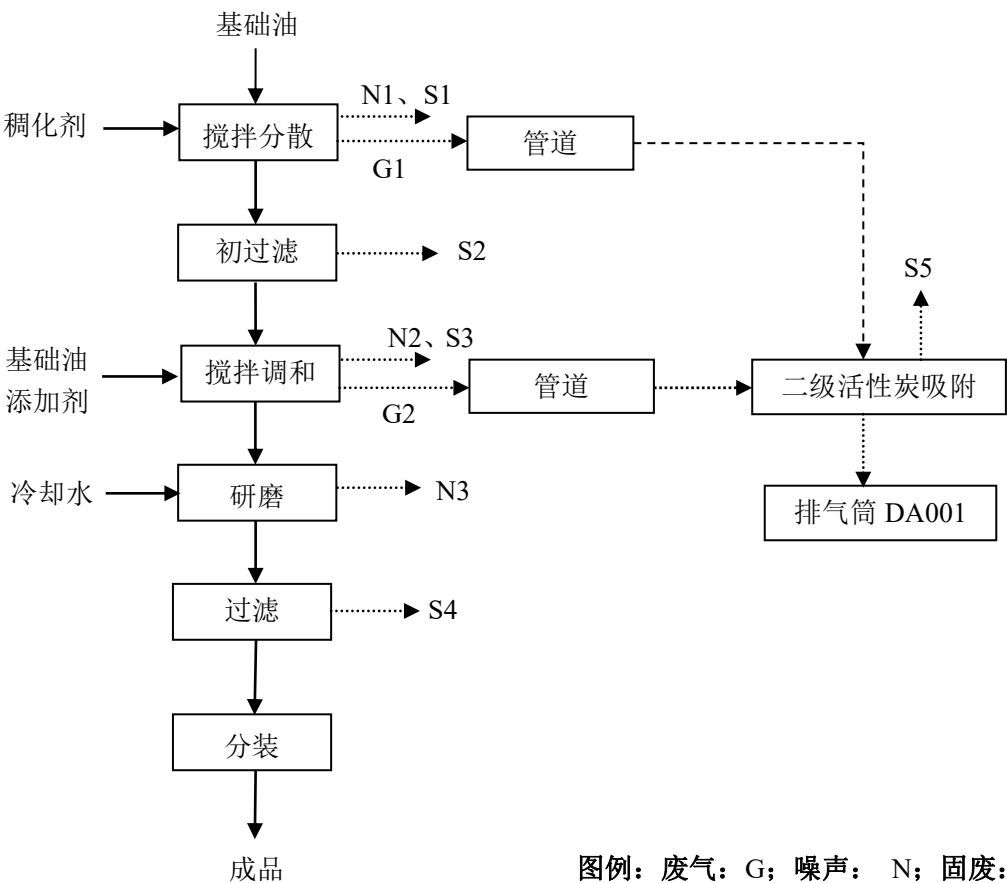 基础油
N1、S1
稠化剂
搅拌分散
管道
G1
初过滤
S2
S5
N2、S3
基础油
添加剂
搅拌调和
管道
二级活性炭吸附
G2
冷却水
研磨
N3
排气筒 DA001
过滤
S4
分装
成品
图例：废气：G；噪声： N；固废：